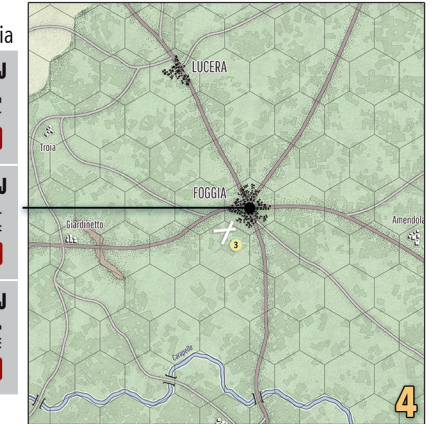 ia
LUCERA
Troia
FOGGIA
Giardinetto
Amendola
3
Carapelle
4